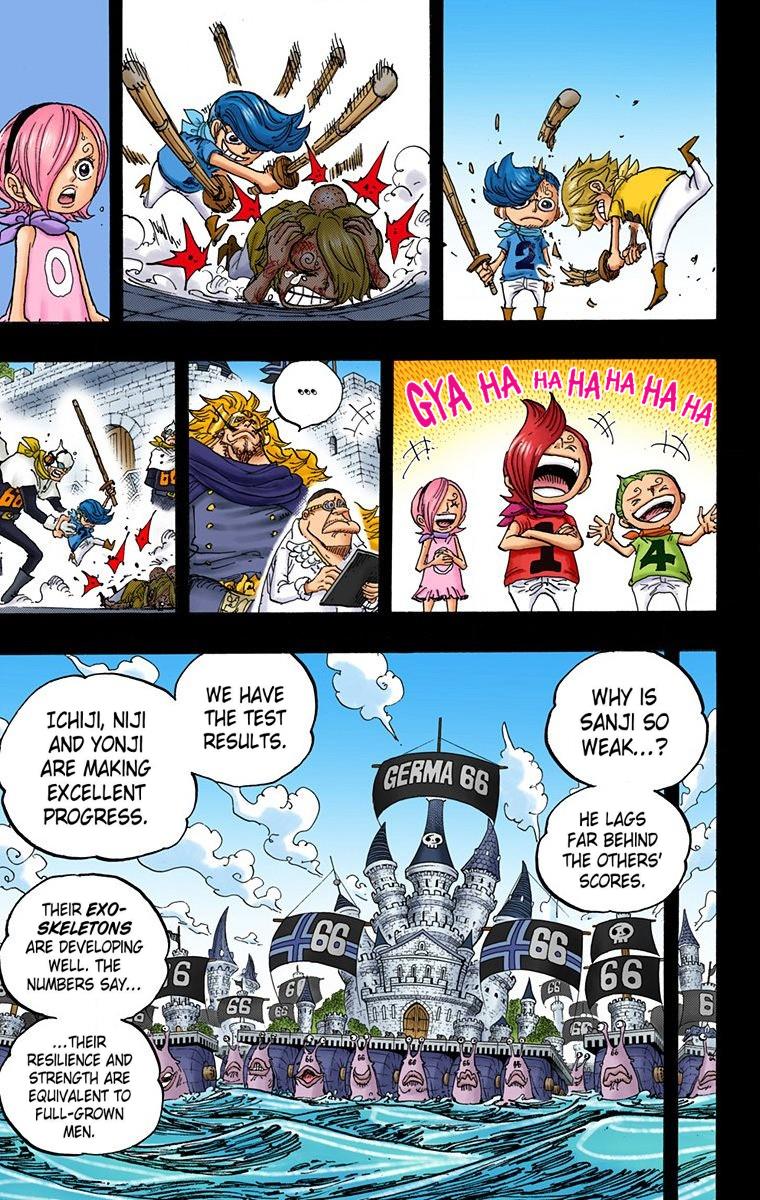 2
GYA HA HA HA HA HA HA
1
4
...
66
WHY IS
SANJI SO
WEAK...?
HE LAGS
FAR BEHIND
THE OTHERS'
SCORES.
WE HAVE
THE TEST
RESULTS.
ICHIJI, NIJI
AND YONJI
ARE MAKING
EXCELLENT
PROGRESS.
THEIR EXO-
SKELETONS
ARE DEVELOPING
WELL. THE
NUMBERS SAY...
...THEIR
RESILIENCE AND
STRENGTH ARE
EQUIVALENT TO
FULL-GROWN
MEN.
GERMA 66
66
66
66
66
66